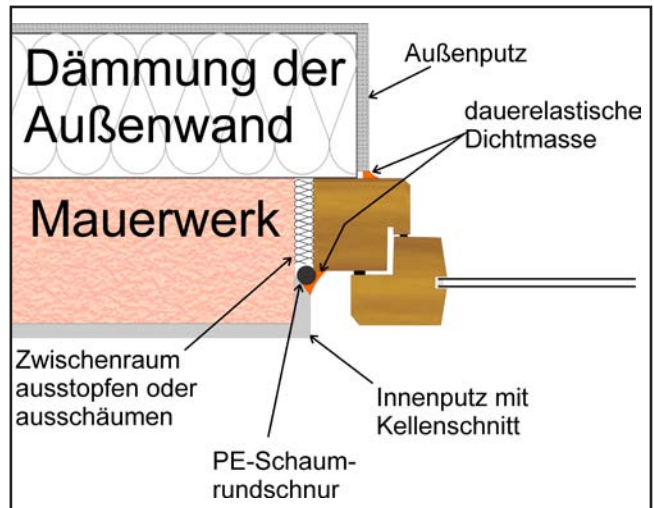 Dämmung der
Außenwand
Außenputz
dauerelastische
Dichtmasse
Mauerwerk
Zwischenraum
ausstopfen oder
ausschäumen
Innenputz mit
Kellenschnitt
PE-Schaum-
rundschnur